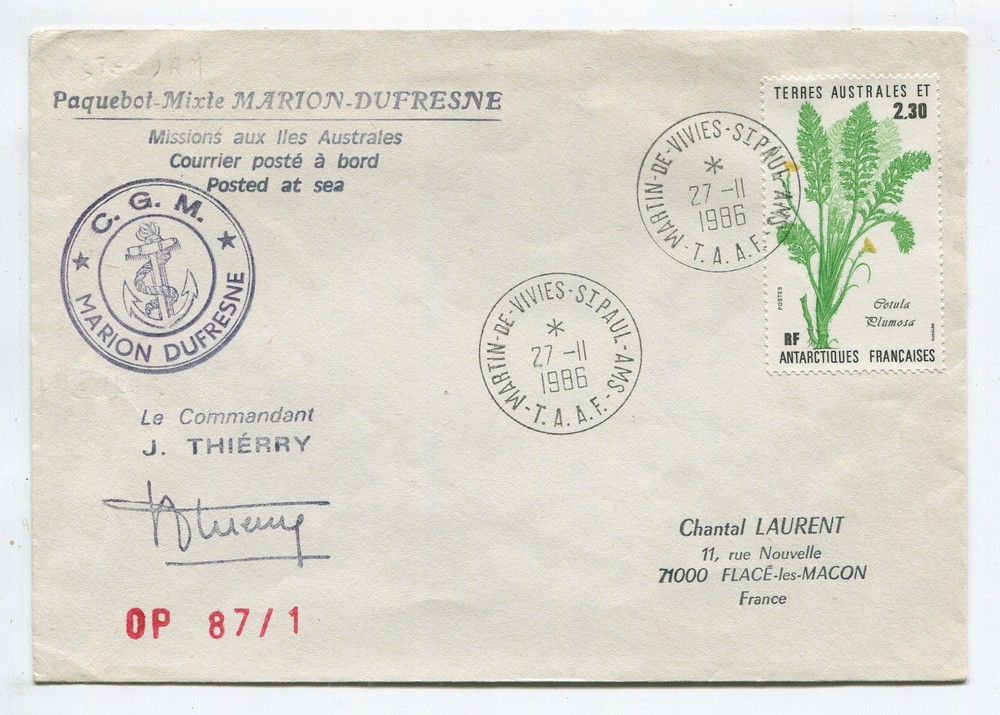 Paquebot-Mixte MARION-DUFRESNE
Missions aux Iles Australes
Courrier posté à bord
Posted at sea
C. G. M.
MARION DUFRESNE
Le Commandant
J. THIÉRRY
OP 87/1
MARTIN-DE-VIVIES-ST PAUL-AMS
27-11
1986
T.A.A.F.
MARTIN-DE-VIVIES-ST PAUL-AMS
27-11
1986
T.A.A.F.
TERRES AUSTRALES ET
2,30
POSTES
Cotula
Plumosa
RF
ANTARCTIQUES FRANÇAISES
Chantal LAURENT
11, rue Nouvelle
71000 FLACÉ-les-MACON
France